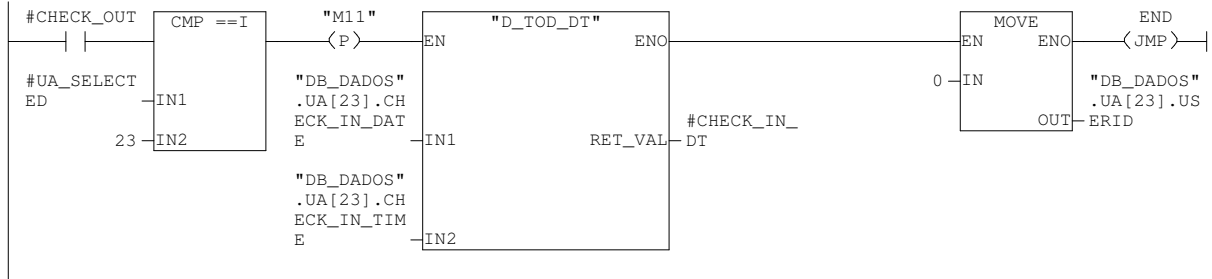 #CHECK_OUT
CMP ==I
"M11"
"D_TOD_DT"
MOVE
END
(P)
EN
ENO
EN
ENO
(JMP)
#UA_SELECT
ED
IN1
23
IN2
"DB_DADOS"
.UA[23].CH
ECK_IN_DAT
E
IN1
RET_VAL
#CHECK_IN_
DT
0
IN
OUT
"DB_DADOS"
.UA[23].US
ERID
"DB_DADOS"
.UA[23].CH
ECK_IN_TIM
E
IN2